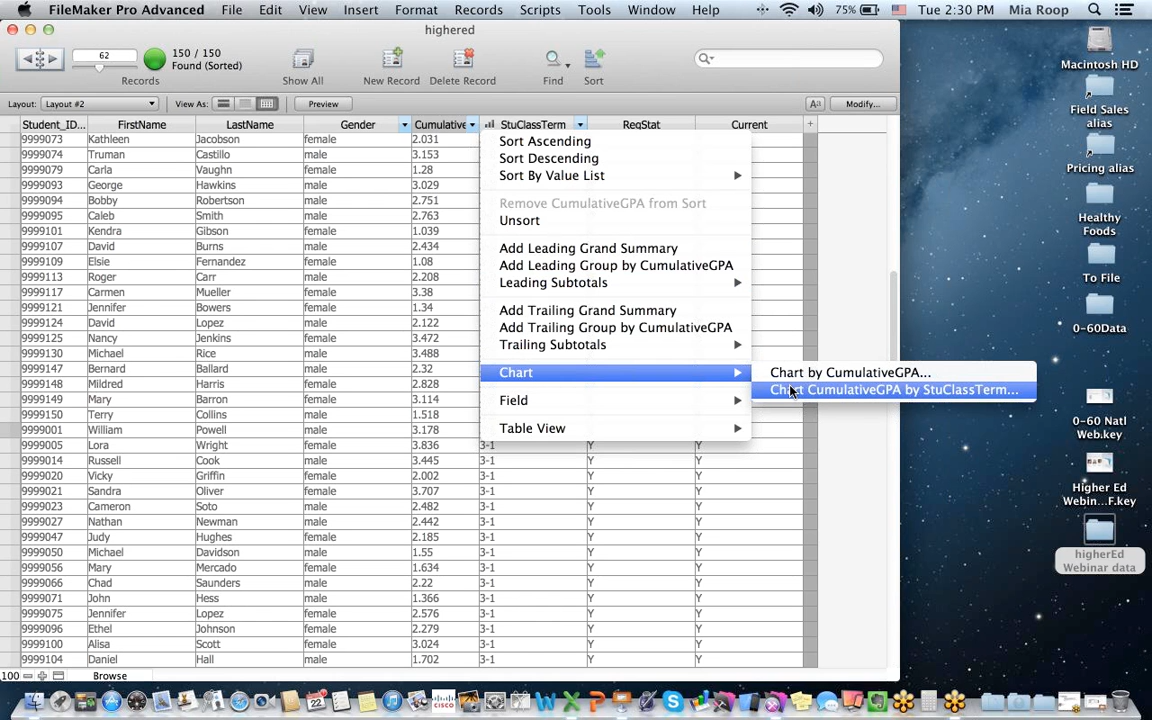 FileMaker Pro Advanced File Edit View Insert Format Records Scripts Tools Window Help 75% Tue 2:30 PM Mia Roop
highered
62 150 / 150 Found (Sorted)
Records Show All New Record Delete Record Find Sort
Layout: Layout #2 View As: Preview Aa Modify...
Student_ID... FirstName LastName Gender Cumulative StuClassTerm RegStat Current +
9999073 Kathleen Jacobson female 2.031
9999074 Truman Castillo male 3.153
9999079 Carla Vaughn female 1.28
9999093 George Hawkins male 3.029
9999094 Bobby Robertson male 2.751
9999095 Caleb Smith male 2.763
9999101 Kendra Gibson female 1.039
9999107 David Burns male 2.434
9999109 Elsie Fernandez female 1.08
9999113 Roger Carr male 2.208
9999117 Carmen Mueller female 3.38
9999121 Jennifer Bowers female 1.34
9999124 David Lopez male 2.122
9999125 Nancy Jenkins female 3.472
9999130 Michael Rice male 3.488
9999147 Bernard Ballard male 2.32
9999148 Mildred Harris female 2.828
9999149 Mary Barron female 3.114
9999150 Terry Collins male 1.518
9999001 William Powell male 3.178
9999005 Lora Wright female 3.836 3-1 Y Y
9999014 Russell Cook male 3.445 3-1 Y Y
9999020 Vicky Griffin female 2.002 3-1 Y Y
9999021 Sandra Oliver female 3.707 3-1 Y Y
9999023 Cameron Soto male 2.482 3-1 Y Y
9999027 Nathan Newman male 2.442 3-1 Y Y
9999047 Judy Hughes female 2.185 3-1 Y Y
9999050 Michael Davidson male 1.55 3-1 Y Y
9999056 Mary Mercado female 1.634 3-1 Y Y
9999066 Chad Saunders male 2.22 3-1 Y Y
9999071 John Hess male 1.366 3-1 Y Y
9999075 Jennifer Lopez female 2.576 3-1 Y Y
9999096 Ethel Johnson female 2.279 3-1 Y Y
9999100 Alisa Scott female 3.024 3-1 Y Y
9999104 Daniel Hall male 1.702 3-1 Y Y
Sort Ascending
Sort Descending
Sort By Value List
Remove CumulativeGPA from Sort
Unsort
Add Leading Grand Summary
Add Leading Group by CumulativeGPA
Leading Subtotals
Add Trailing Grand Summary
Add Trailing Group by CumulativeGPA
Trailing Subtotals
Chart
Field
Table View
Chart by CumulativeGPA...
Chart CumulativeGPA by StuClassTerm...
100 Browse
Macintosh HD
Field Sales
alias
Pricing alias
Healthy
Foods
To File
0-60Data
0-60 Natl
Web.key
Higher Ed
Webin...F.key
higherEd
Webinar data